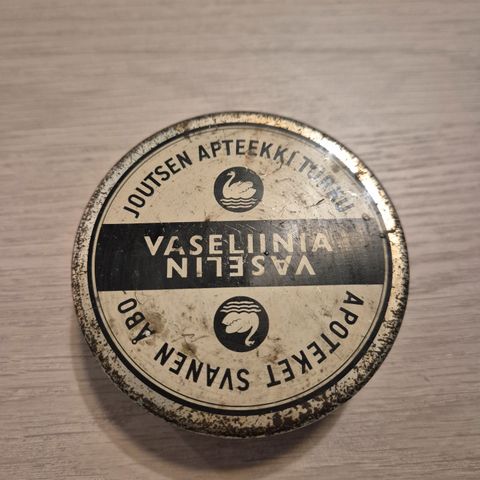 JOUTSEN APTEEKKI TURKU
VASELIINIA
VASELIN
APOTEKET SVANEN ÅBO